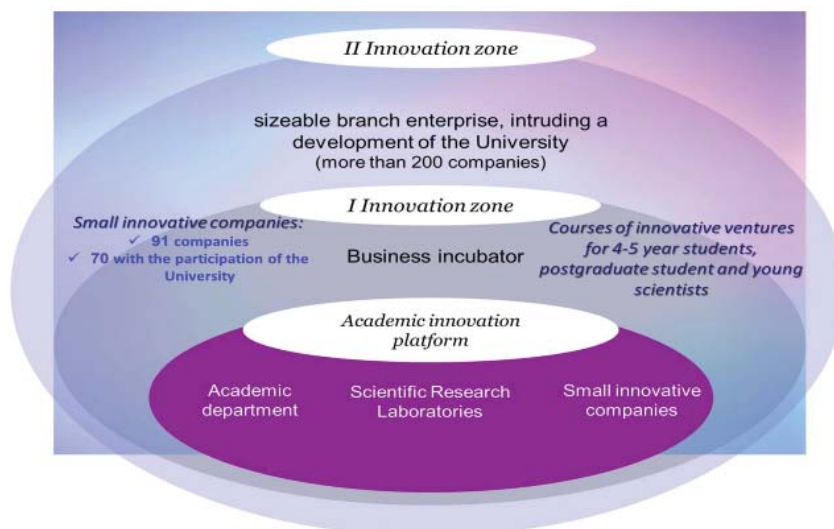 II Innovation zone
sizeable branch enterprise, intruding a
development of the University
(more than 200 companies)
I Innovation zone
Small innovative companies:
✓ 91 companies
✓ 70 with the participation of the
University
Business incubator
Courses of innovative ventures
for 4-5 year students,
postgraduate student and young
scientists
Academic innovation
platform
Academic
department
Scientific Research
Laboratories
Small innovative
companies